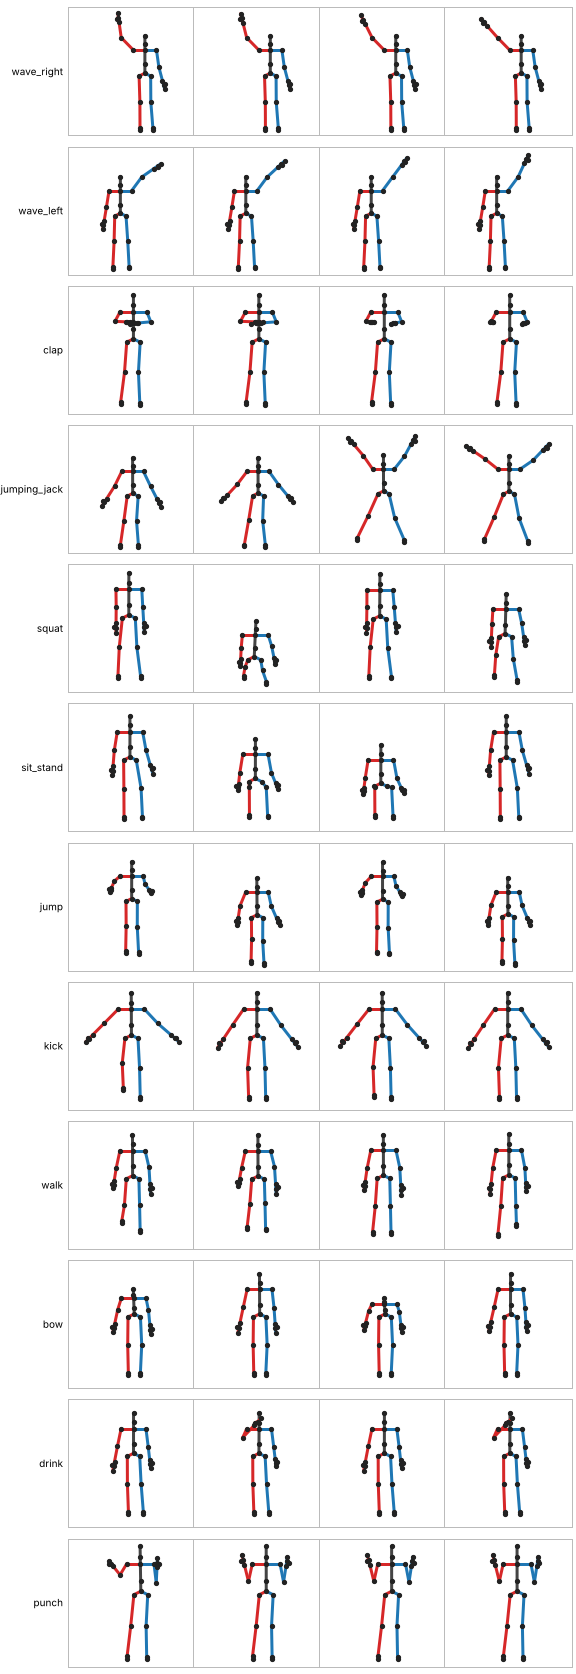 wave_right
wave_left
clap
jumping_jack
squat
sit_stand
jump
kick
walk
bow
drink
punch